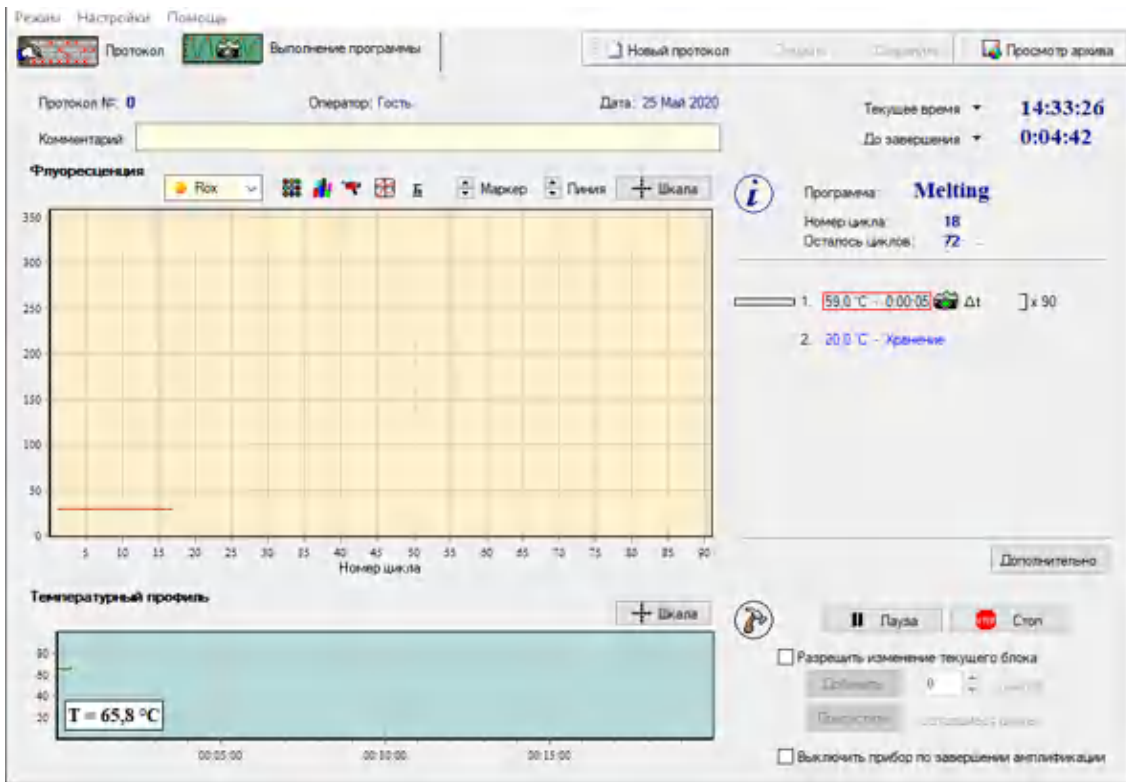 Режим Настройки Помощь
Протокол Выполнение программы Новый протокол Просмотр архива
Протокол №: 0 Оператор: Гость Дата: 25 Май 2020
Комментарий
Текущее время 14:33:26
До завершения 0:04:42
Флуоресценция
Rox Б Маркер Линия Шкала
350
300
250
200
150
100
50
0
5 10 15 20 25 30 35 40 45 50 55 60 65 70 75 80 85 90
Номер цикла
i Программа: Melting
Номер цикла: 18
Осталось циклов: 72
1. 59,0 °C - 0:00:05 Δt ] x 90
2. 20,0 °C - Хранение
Дополнительно
Температурный профиль
Шкала
T = 65,8 °C
00:05:00 00:10:00 00:15:00
Пауза STOP Стоп
Разрешить изменение текущего блока
Добавить 0
Пропустить
Выключить прибор по завершении амплификации